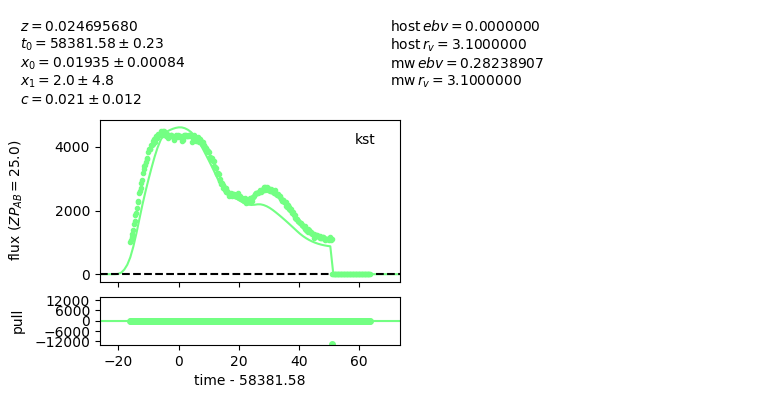 z = 0.024695680
t₀ = 58381.58 ± 0.23
x₀ = 0.01935 ± 0.00084
x₁ = 2.0 ± 4.8
c = 0.021 ± 0.012
host ebv = 0.0000000
host r_v = 3.1000000
mw ebv = 0.28238907
mw r_v = 3.1000000
kst
flux (ZP_AB = 25.0)
4000
2000
0
pull
12000
6000
0
−6000
−12000
−20 0 20 40 60
time - 58381.58